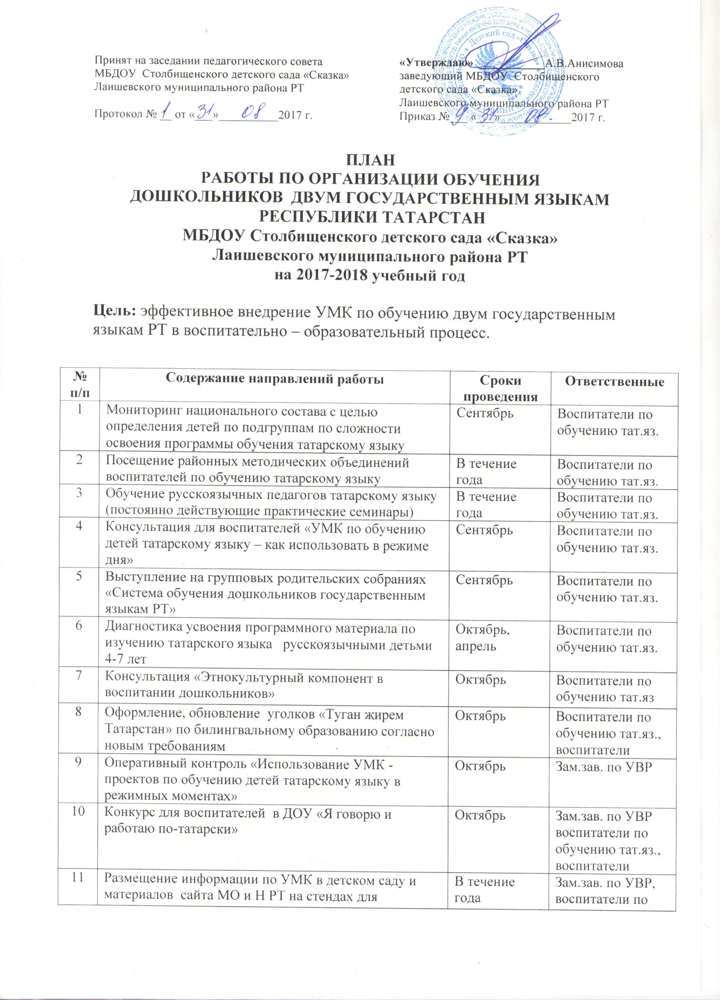 Принят на заседании педагогического совета
МБДОУ  Столбищенского детского сада «Сказка»
Лаишевского муниципального района РТ
Протокол № 1 от «31» 08 2017 г.
«Утверждаю» ____________ А.В.Анисимова
заведующий МБДОУ  Столбищенского
детского сада «Сказка»
Лаишевского муниципального района РТ
Приказ № 9 «31» 08. 2017 г.
Детский сад «Сказка»
ПЛАН
РАБОТЫ ПО ОРГАНИЗАЦИИ ОБУЧЕНИЯ
ДОШКОЛЬНИКОВ  ДВУМ ГОСУДАРСТВЕННЫМ ЯЗЫКАМ
РЕСПУБЛИКИ ТАТАРСТАН
МБДОУ Столбищенского детского сада «Сказка»
Лаишевского муниципального района РТ
на 2017-2018 учебный год
Цель: эффективное внедрение УМК по обучению двум государственным
языкам РТ в воспитательно – образовательный процесс.
№
п/п
Содержание направлений работы
Сроки
проведения
Ответственные
1
Мониторинг национального состава с целью
определения детей по подгруппам по сложности
освоения программы обучения татарскому языку
Сентябрь
Воспитатели по
обучению тат.яз.
2
Посещение районных методических объединений
воспитателей по обучению татарскому языку
В течение
года
Воспитатели по
обучению тат.яз.
3
Обучение русскоязычных педагогов татарскому языку
(постоянно действующие практические семинары)
В течение
года
Воспитатели по
обучению тат.яз.
4
Консультация для воспитателей «УМК по обучению
детей татарскому языку – как использовать в режиме
дня»
Сентябрь
Воспитатели по
обучению тат.яз.
5
Выступление на групповых родительских собраниях
«Система обучения дошкольников государственным
языкам РТ»
Сентябрь
Воспитатели по
обучению тат.яз.
6
Диагностика усвоения программного материала по
изучению татарского языка   русскоязычными детьми
4-7 лет
Октябрь,
апрель
Воспитатели по
обучению тат.яз.
7
Консультация «Этнокультурный компонент в
воспитании дошкольников»
Октябрь
Воспитатели по
обучению тат.яз
8
Оформление, обновление  уголков «Туган җирем
Татарстан» по билингвальному образованию согласно
новым требованиям
Октябрь
Воспитатели по
обучению тат.яз.,
воспитатели
9
Оперативный контроль «Использование УМК -
проектов по обучению детей татарскому языку в
режимных моментах»
Октябрь
Зам.зав. по УВР
10
Конкурс для воспитателей  в ДОУ «Я говорю и
работаю по-татарски»
Октябрь
Зам.зав. по УВР
воспитатели по
обучению тат.яз.,
воспитатели
11
Размещение информации по УМК в детском саду и
материалов  сайта МО и Н РТ на стендах для
В течение
года
Зам.зав. по УВР,
воспитатели по